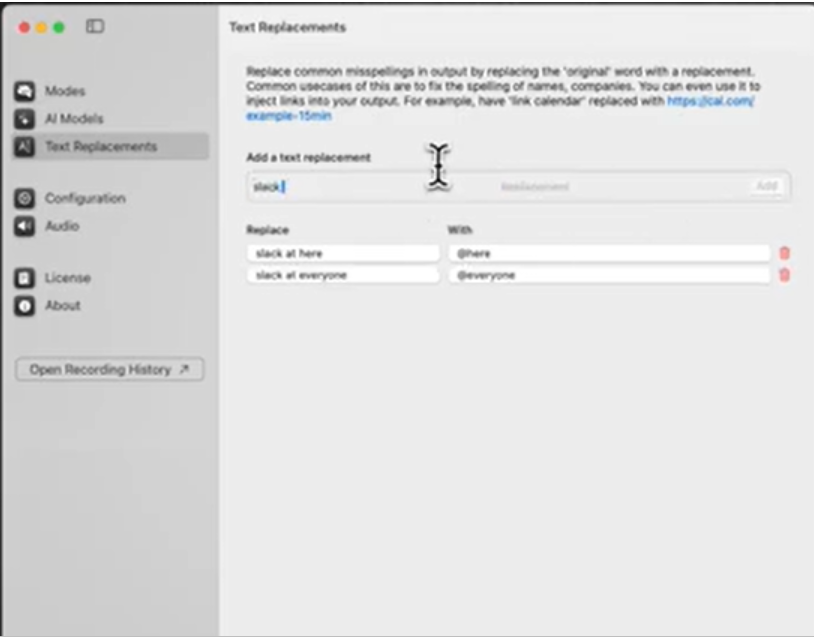 Text Replacements
Modes
AI Models
Text Replacements
Configuration
Audio
License
About
Open Recording History ↗
Replace common misspellings in output by replacing the 'original' word with a replacement.
Common usecases of this are to fix the spelling of names, companies. You can even use it to
inject links into your output. For example, have 'link calendar' replaced with https://cal.com/
example-15min
Add a text replacement
slack Replacement Add
Replace With
slack at here @here
slack at everyone @everyone